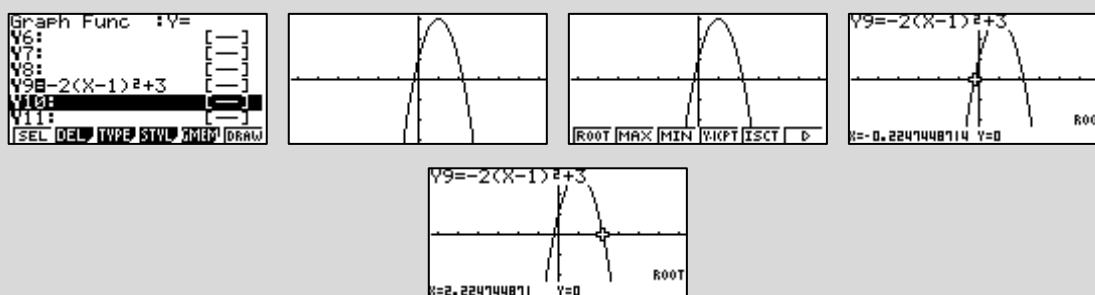 Graph Func :Y=
Y6: [—]
Y7: [—]
Y8: [—]
Y9=-2(X-1)²+3
Y10: [—]
Y11: [—]
SEL DEL TYPE STYL GMEM DRAW
ROOT MAX MIN Y-ICPT ISCT ▷
Y9=-2(X-1)²+3
ROO
X=-0.2247448714 Y=0
Y9=-2(X-1)²+3
ROOT
X=2.224744871 Y=0